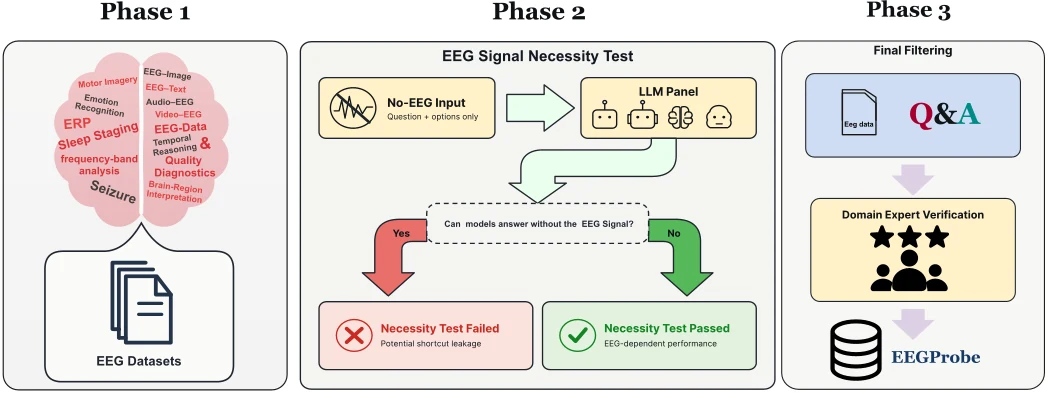 Phase 1
Motor Imagery
Emotion
Recognition
ERP
Sleep Staging
frequency-band
analysis
Seizure
EEG–Image
EEG–Text
Audio–EEG
Video–EEG
EEG-Data
Temporal
Reasoning &
Quality
Diagnostics
Brain-Region
Interpretation
EEG Datasets
Phase 2
EEG Signal Necessity Test
No-EEG Input
Question + options only
LLM Panel
Can models answer without the EEG Signal?
Yes
No
Necessity Test Failed
Potential shortcut leakage
Necessity Test Passed
EEG-dependent performance
Phase 3
Final Filtering
Eeg data
Q&A
Domain Expert Verification
EEGProbe